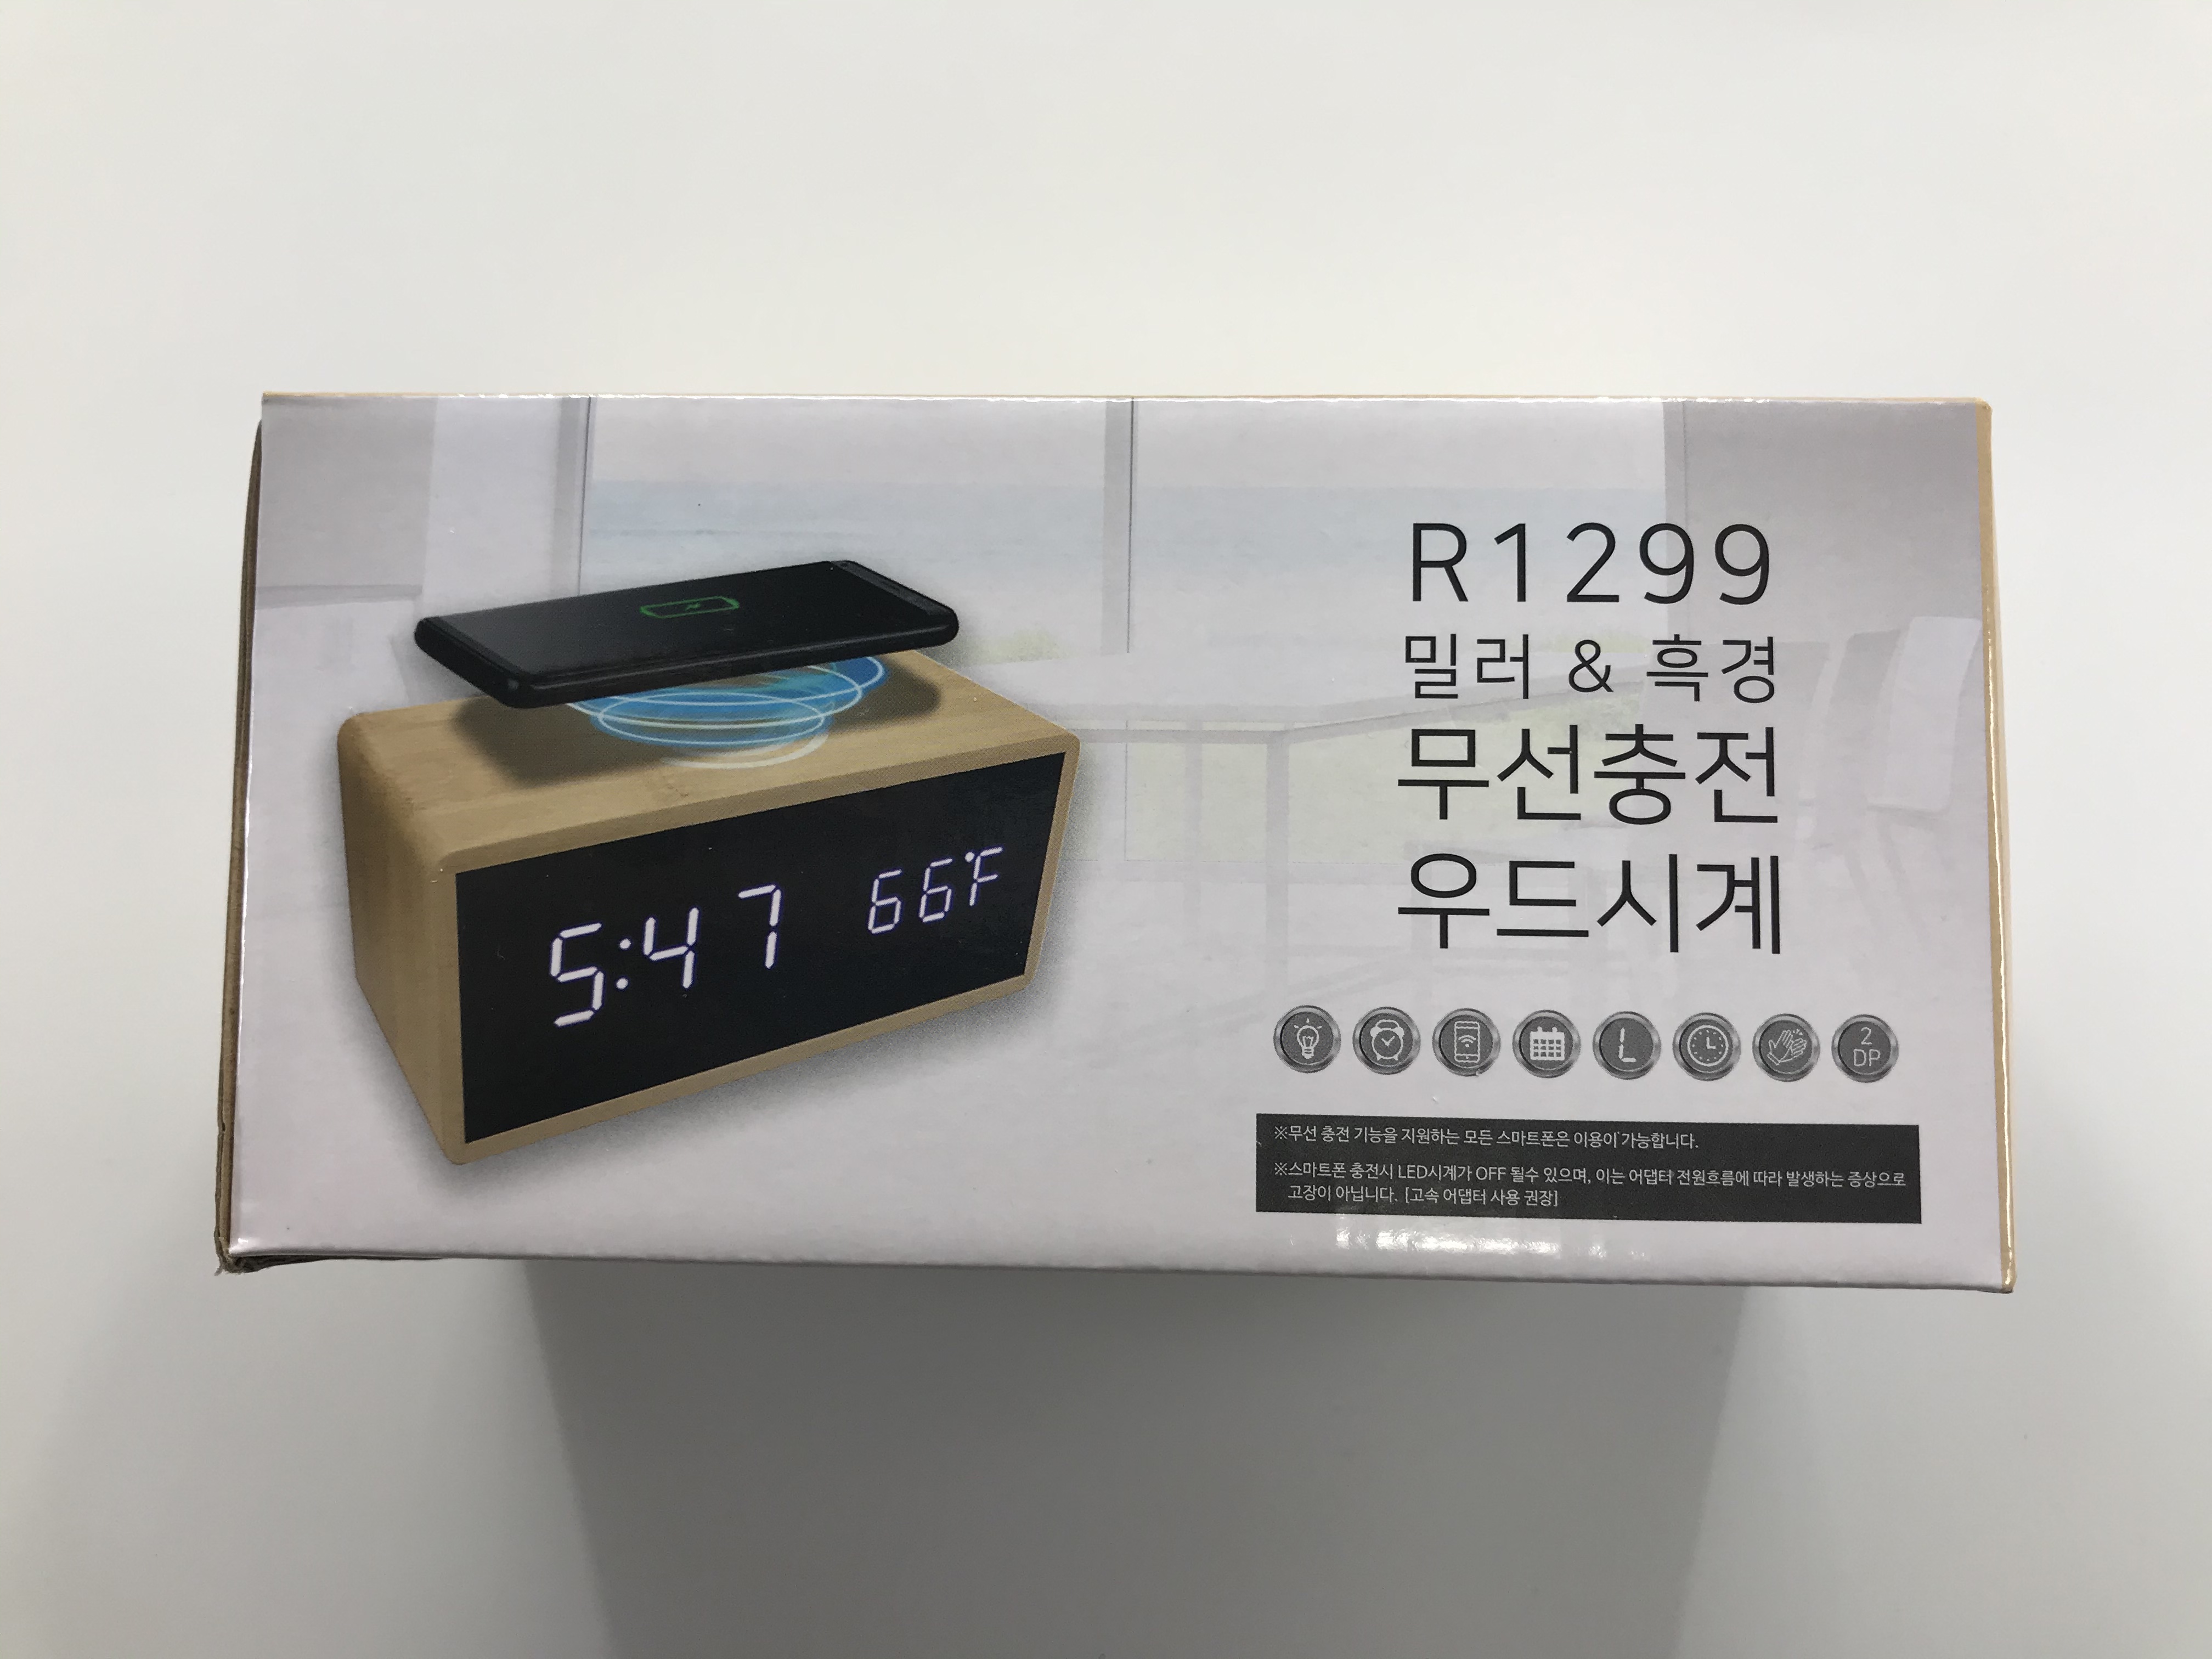 R1299
밀러 & 흑경
무선충전
우드시계
5:47 66°F
2
DP
※무선 충전 기능을 지원하는 모든 스마트폰은 이용이 가능합니다.
※스마트폰 충전시 LED시계가 OFF 될수 있으며, 이는 어댑터 전원흐름에 따라 발생하는 증상으로
고장이 아닙니다. [고속 어댑터 사용 권장]